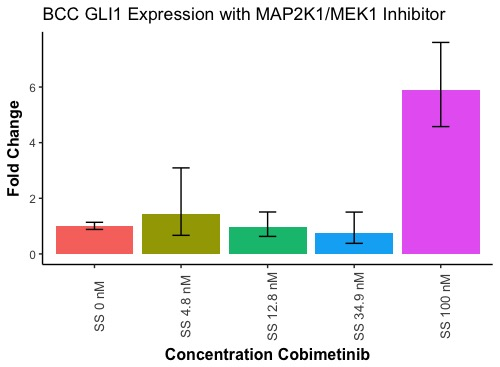 BCC GLI1 Expression with MAP2K1/MEK1 Inhibitor
Fold Change
6
4
2
0
SS 0 nM
SS 4.8 nM
SS 12.8 nM
SS 34.9 nM
SS 100 nM
Concentration Cobimetinib